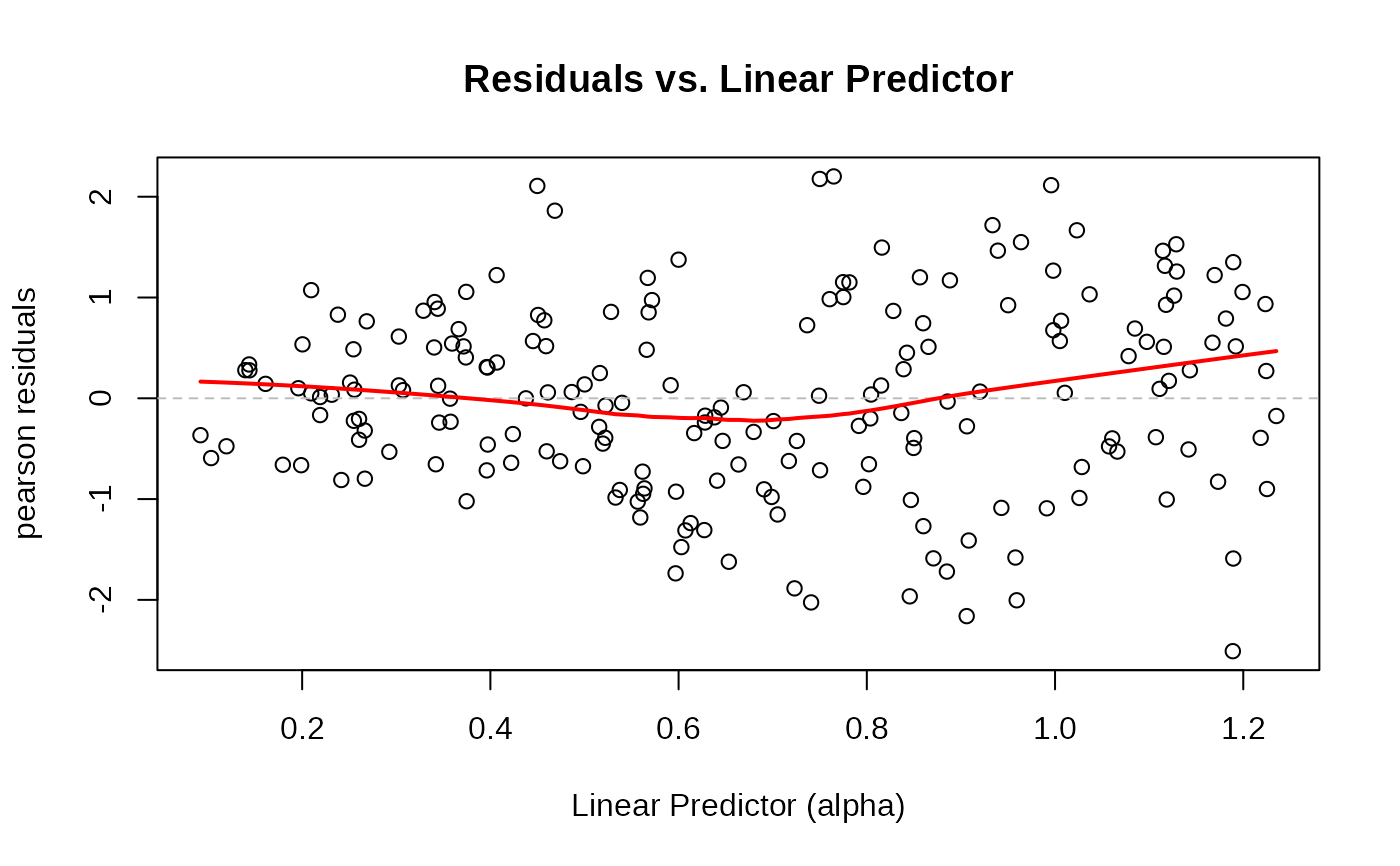 Residuals vs. Linear Predictor
pearson residuals
2
1
0
-1
-2
0.2 0.4 0.6 0.8 1.0 1.2
Linear Predictor (alpha)